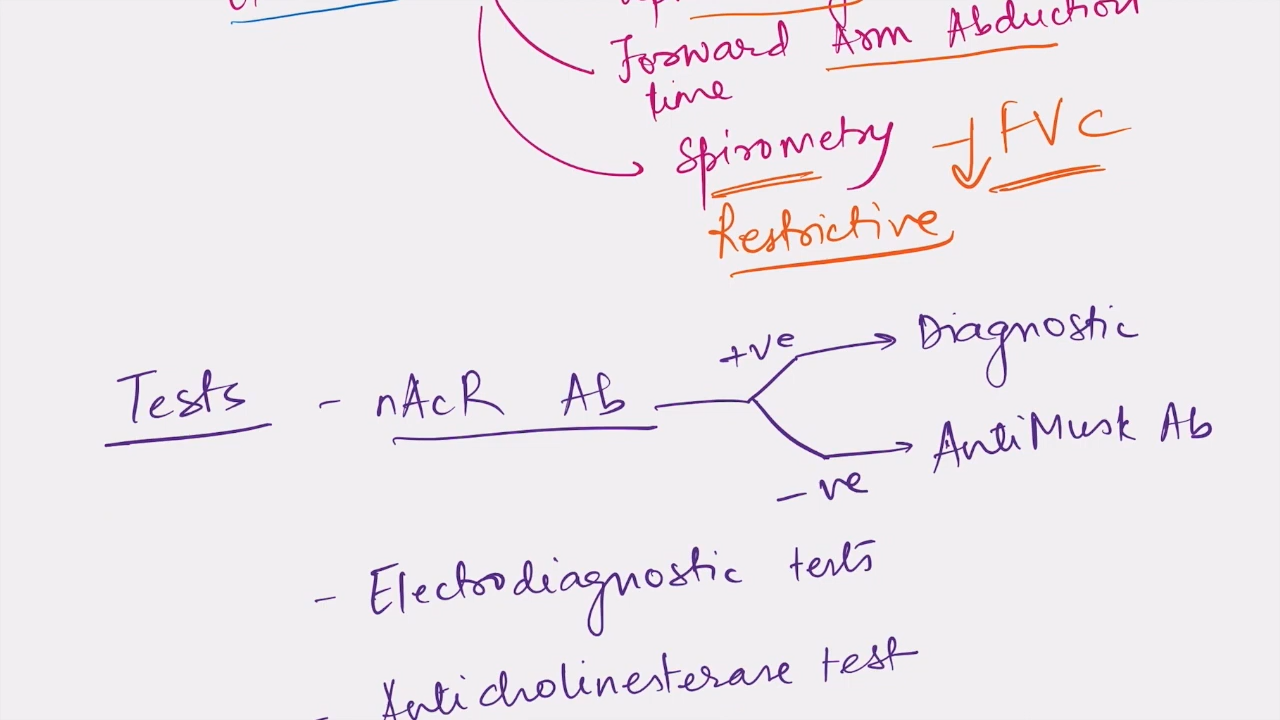 Forward Arm Abduction
time
Spirometry ↓ FVC
Restrictive
+ve → Diagnostic
Tests - nAcR Ab
- ve → AntiMusk Ab
- Electrodiagnostic tests
- Anticholinesterase test